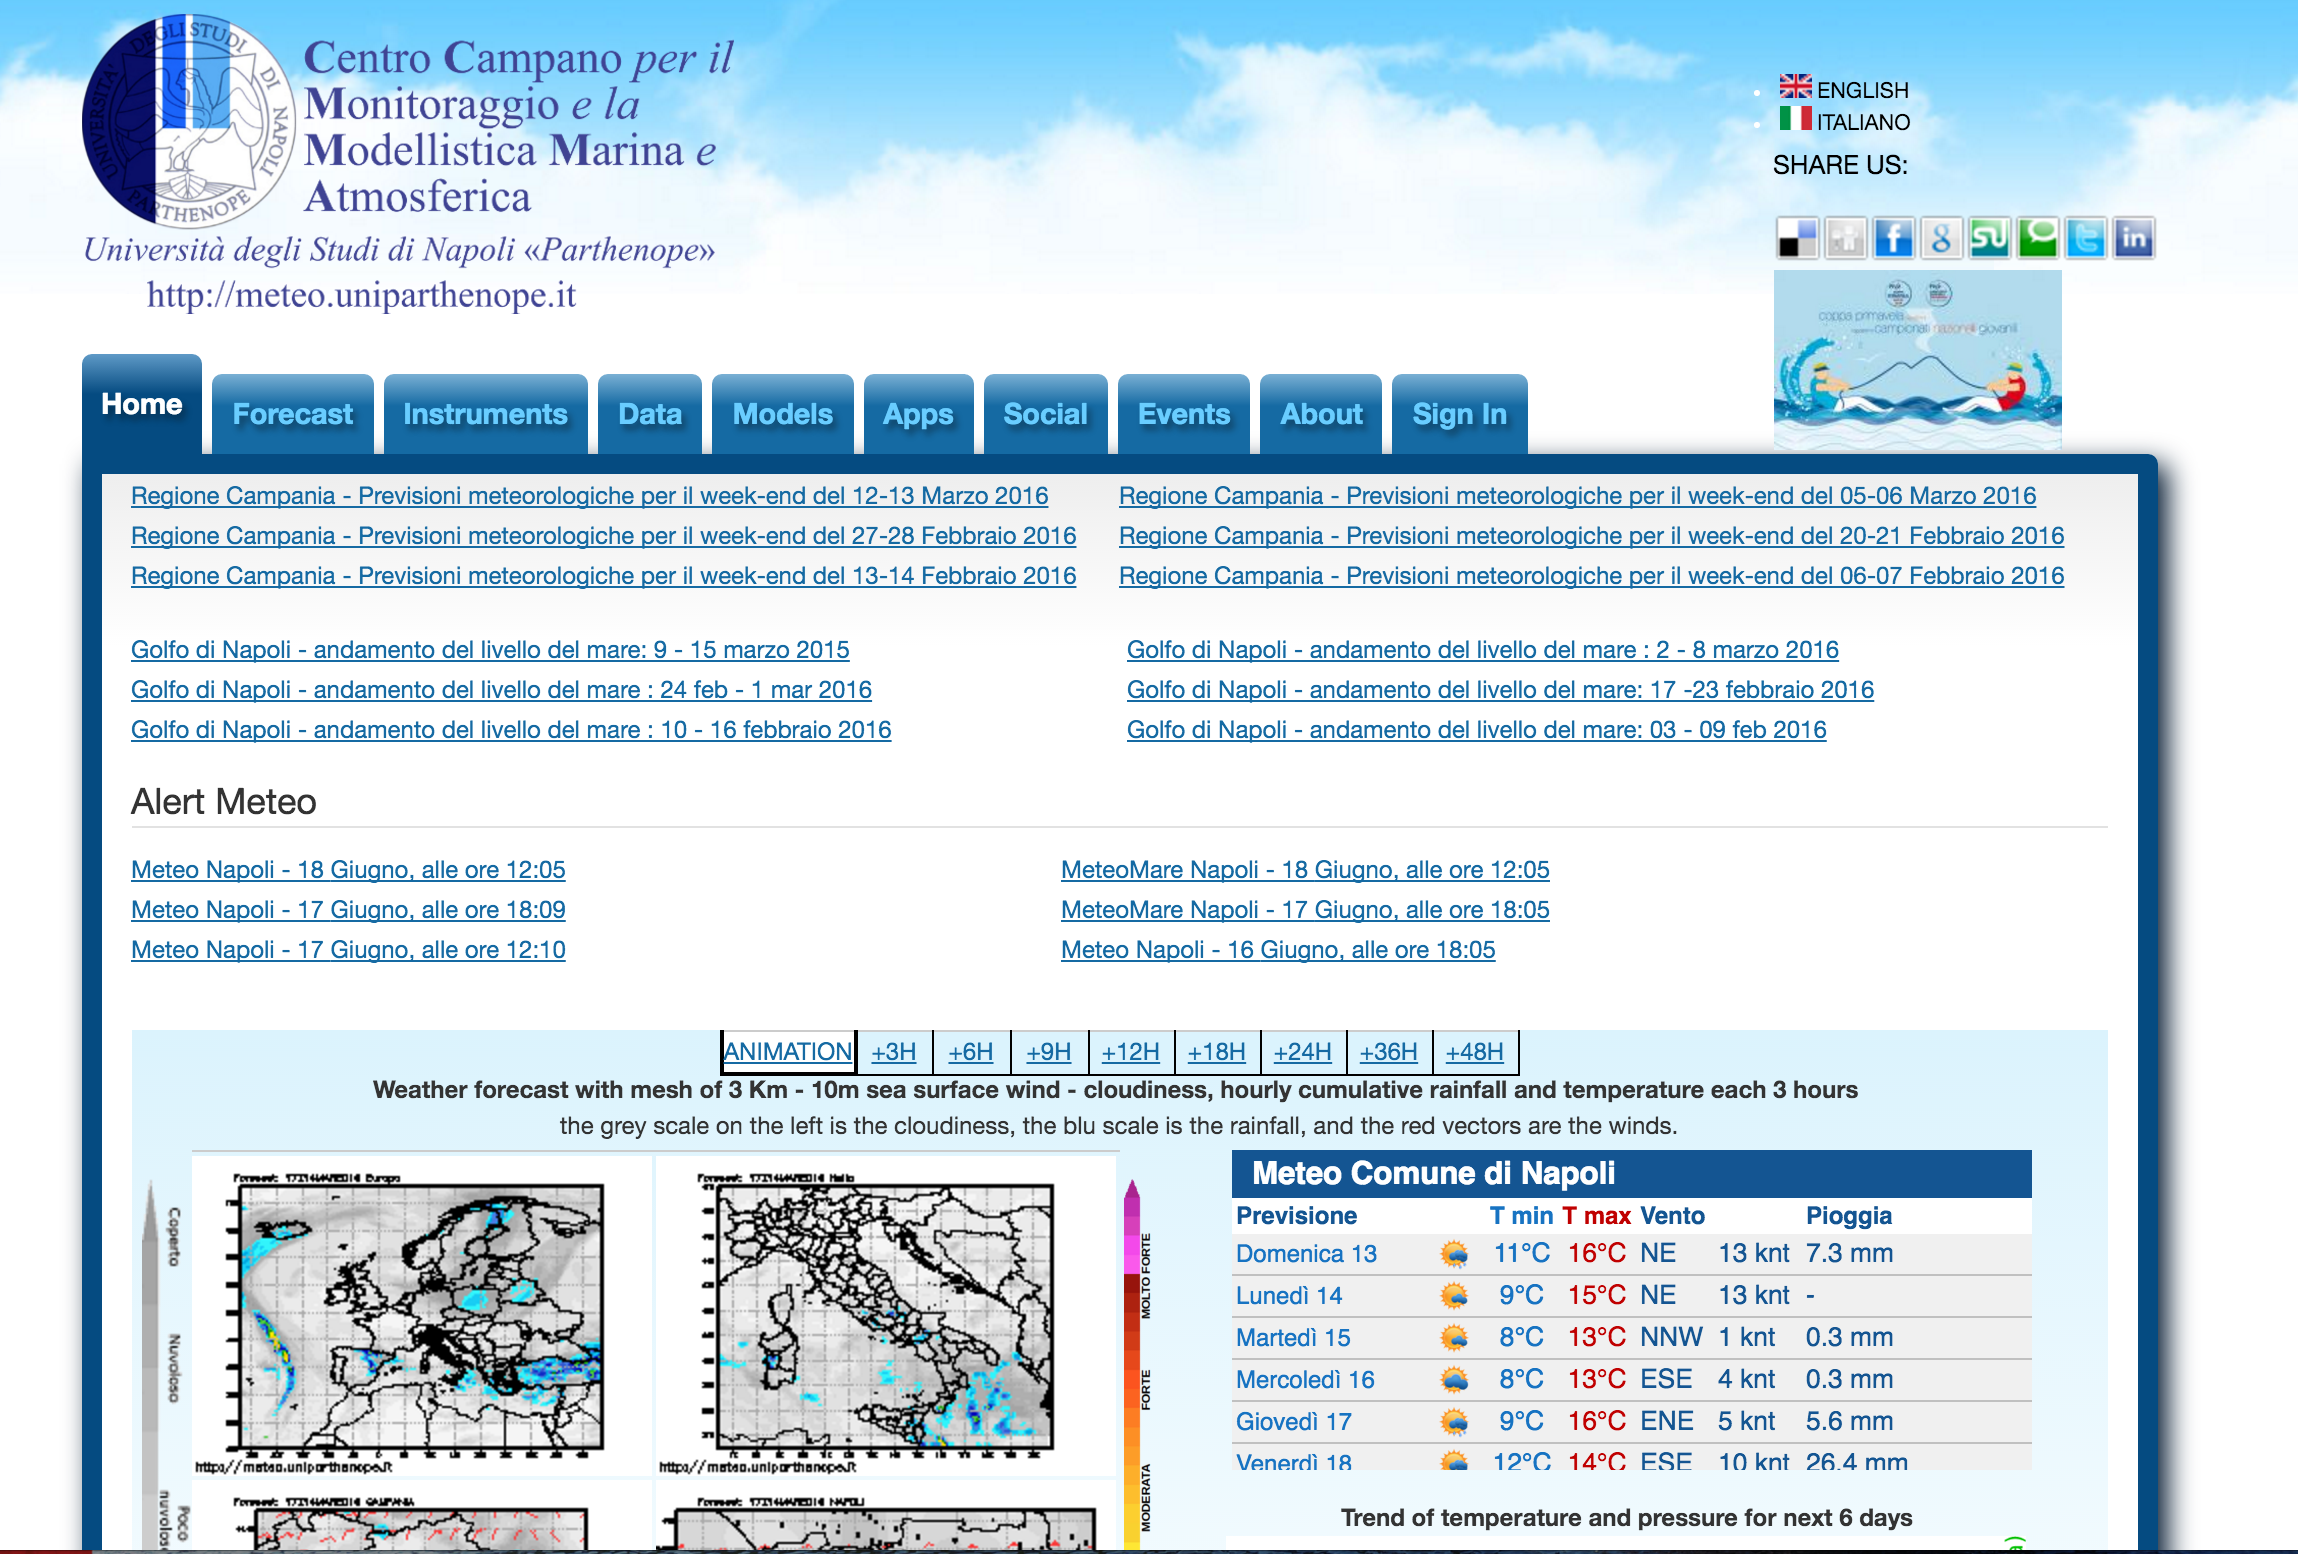 Centro Campano per il
Monitoraggio e la
Modellistica Marina e
Atmosferica
UNIVERSITA' DEGLI STUDI DI NAPOLI PARTHENOPE
Università degli Studi di Napoli «Parthenope»
http://meteo.uniparthenope.it
ENGLISH
ITALIANO
SHARE US:
coppa primavela
campionati nazionali giovanili
Home Forecast Instruments Data Models Apps Social Events About Sign In
Regione Campania - Previsioni meteorologiche per il week-end del 12-13 Marzo 2016 Regione Campania - Previsioni meteorologiche per il week-end del 05-06 Marzo 2016
Regione Campania - Previsioni meteorologiche per il week-end del 27-28 Febbraio 2016 Regione Campania - Previsioni meteorologiche per il week-end del 20-21 Febbraio 2016
Regione Campania - Previsioni meteorologiche per il week-end del 13-14 Febbraio 2016 Regione Campania - Previsioni meteorologiche per il week-end del 06-07 Febbraio 2016
Golfo di Napoli - andamento del livello del mare: 9 - 15 marzo 2015 Golfo di Napoli - andamento del livello del mare : 2 - 8 marzo 2016
Golfo di Napoli - andamento del livello del mare : 24 feb - 1 mar 2016 Golfo di Napoli - andamento del livello del mare: 17 -23 febbraio 2016
Golfo di Napoli - andamento del livello del mare : 10 - 16 febbraio 2016 Golfo di Napoli - andamento del livello del mare: 03 - 09 feb 2016
Alert Meteo
Meteo Napoli - 18 Giugno, alle ore 12:05 MeteoMare Napoli - 18 Giugno, alle ore 12:05
Meteo Napoli - 17 Giugno, alle ore 18:09 MeteoMare Napoli - 17 Giugno, alle ore 18:05
Meteo Napoli - 17 Giugno, alle ore 12:10 Meteo Napoli - 16 Giugno, alle ore 18:05
ANIMATION +3H +6H +9H +12H +18H +24H +36H +48H
Weather forecast with mesh of 3 Km - 10m sea surface wind - cloudiness, hourly cumulative rainfall and temperature each 3 hours
the grey scale on the left is the cloudiness, the blu scale is the rainfall, and the red vectors are the winds.
Coperto
Nuvoloso
Poco
nuvoloso
Forecast: 17Z14MAR2016 Europa
http://meteo.uniparthenope.it
Forecast: 17Z14MAR2016 Italia
http://meteo.uniparthenope.it
Forecast: 17Z14MAR2016 CAMPANIA
Forecast: 17Z14MAR2016 NAPOLI
MOLTO FORTE
FORTE
MODERATA
Meteo Comune di Napoli
Previsione T min T max Vento Pioggia
Domenica 13 11°C 16°C NE 13 knt 7.3 mm
Lunedì 14 9°C 15°C NE 13 knt -
Martedì 15 8°C 13°C NNW 1 knt 0.3 mm
Mercoledì 16 8°C 13°C ESE 4 knt 0.3 mm
Giovedì 17 9°C 16°C ENE 5 knt 5.6 mm
Venerdì 18 12°C 14°C ESE 10 knt 26.4 mm
Trend of temperature and pressure for next 6 days